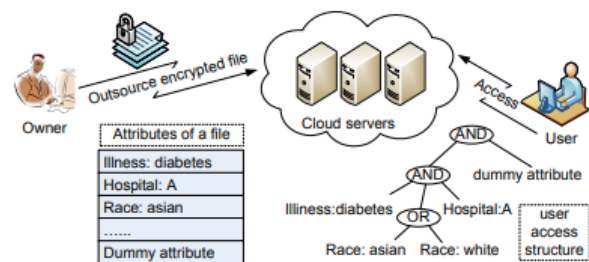 Outsource encrypted file
Owner
Cloud servers
Access
User
Attributes of a file
Illness: diabetes
Hospital: A
Race: asian
......
Dummy attribute
AND
AND
dummy attribute
Illiness:diabetes
Hospital:A
OR
Race: asian
Race: white
user
access
structure